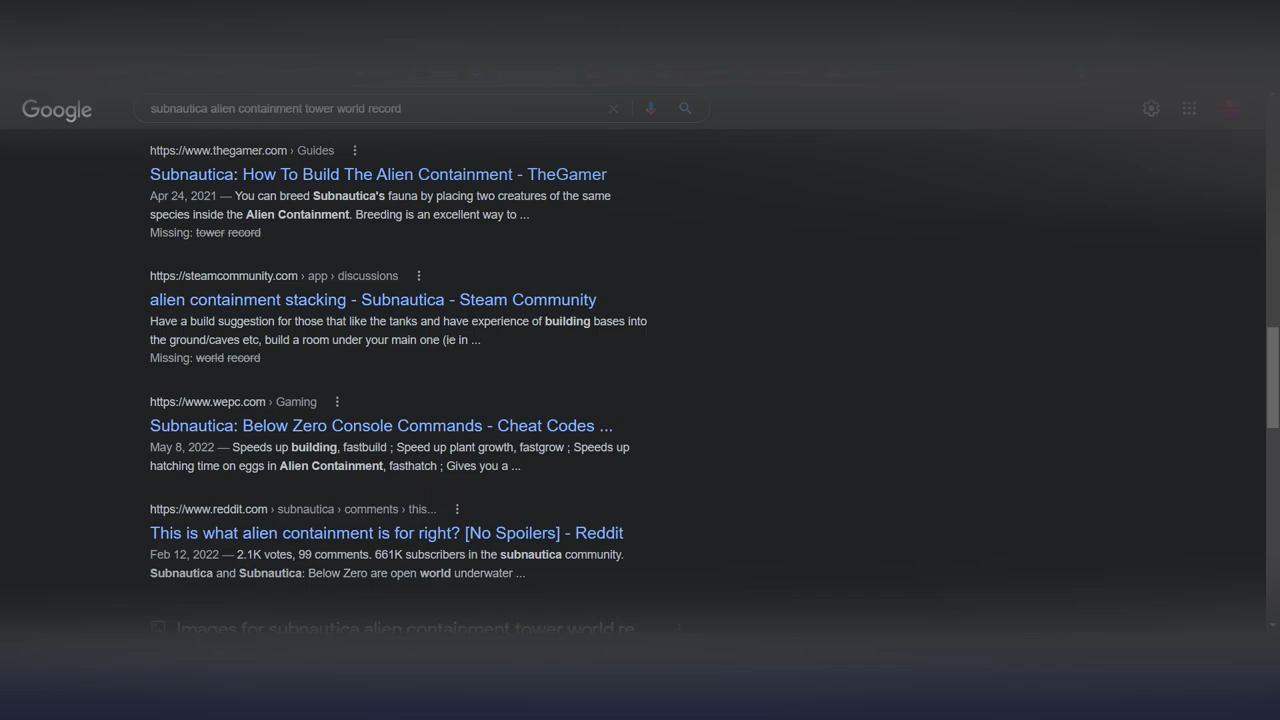 Google
subnautica alien containment tower world record
https://www.thegamer.com › Guides
Subnautica: How To Build The Alien Containment - TheGamer
Apr 24, 2021 — You can breed Subnautica's fauna by placing two creatures of the same
species inside the Alien Containment. Breeding is an excellent way to ...
Missing: tower record
https://steamcommunity.com › app › discussions
alien containment stacking - Subnautica - Steam Community
Have a build suggestion for those that like the tanks and have experience of building bases into
the ground/caves etc, build a room under your main one (ie in ...
Missing: world record
https://www.wepc.com › Gaming
Subnautica: Below Zero Console Commands - Cheat Codes ...
May 8, 2022 — Speeds up building, fastbuild ; Speed up plant growth, fastgrow ; Speeds up
hatching time on eggs in Alien Containment, fasthatch ; Gives you a ...
https://www.reddit.com › subnautica › comments › this...
This is what alien containment is for right? [No Spoilers] - Reddit
Feb 12, 2022 — 2.1K votes, 99 comments. 661K subscribers in the subnautica community.
Subnautica and Subnautica: Below Zero are open world underwater ...
Images for subnautica alien containment tower world re